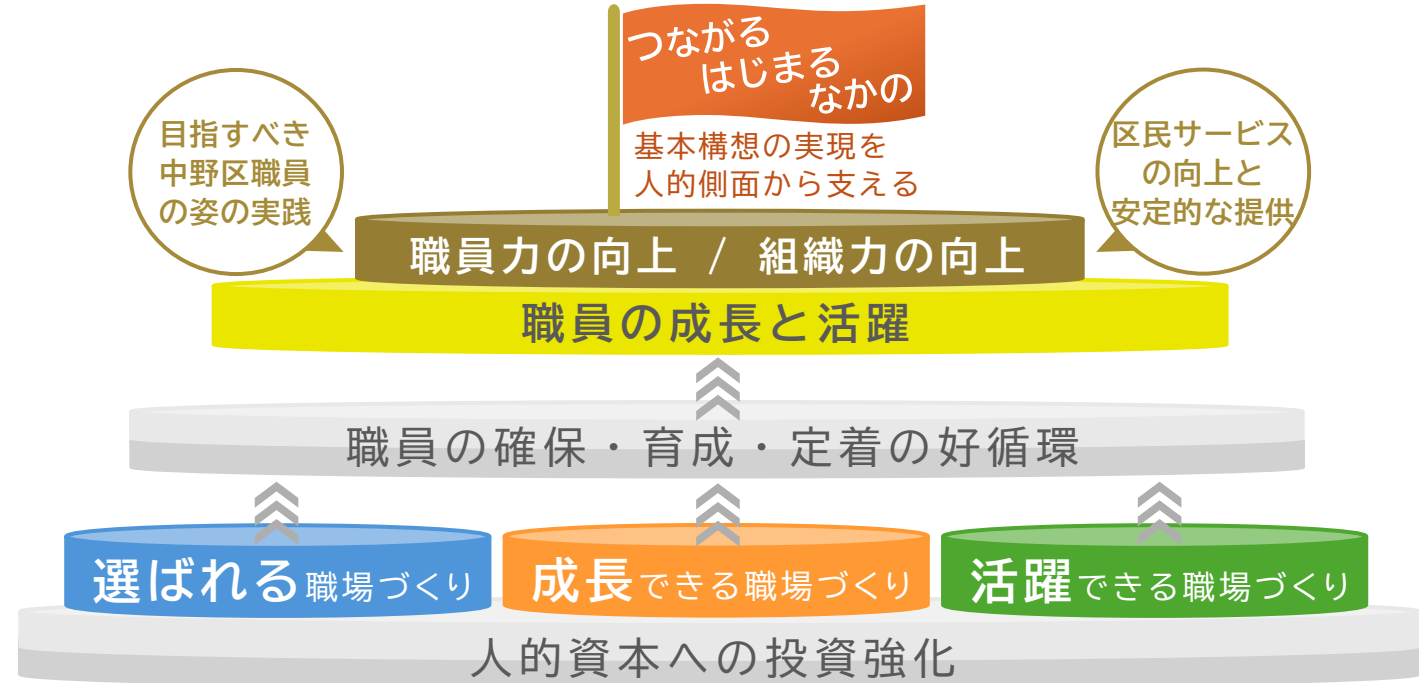 つながる
はじまる
なかの
基本構想の実現を
人的側面から支える
目指すべき
中野区職員
の姿の実践
区民サービス
の向上と
安定的な提供
職員力の向上 / 組織力の向上
職員の成長と活躍
職員の確保・育成・定着の好循環
選ばれる職場づくり
成長できる職場づくり
活躍できる職場づくり
人的資本への投資強化